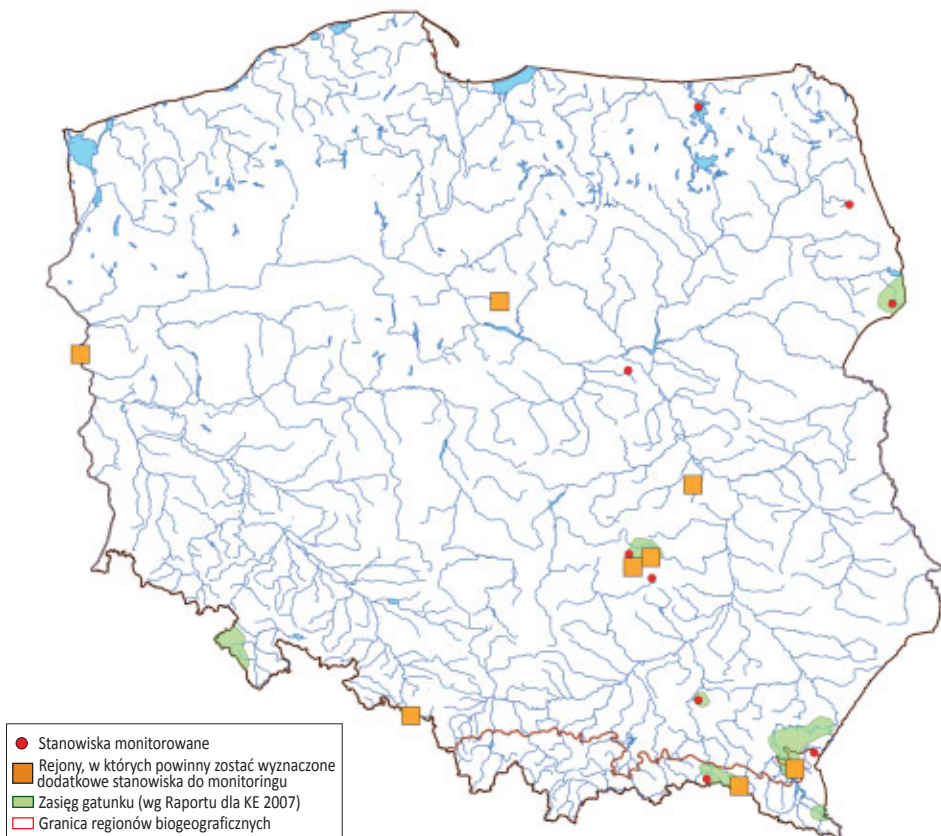 Stanowiska monitorowane
Rejony, w których powinny zostać wyznaczone
dodatkowe stanowiska do monitoringu
Zasięg gatunku (wg Raportu dla KE 2007)
Granica regionów biogeograficznych